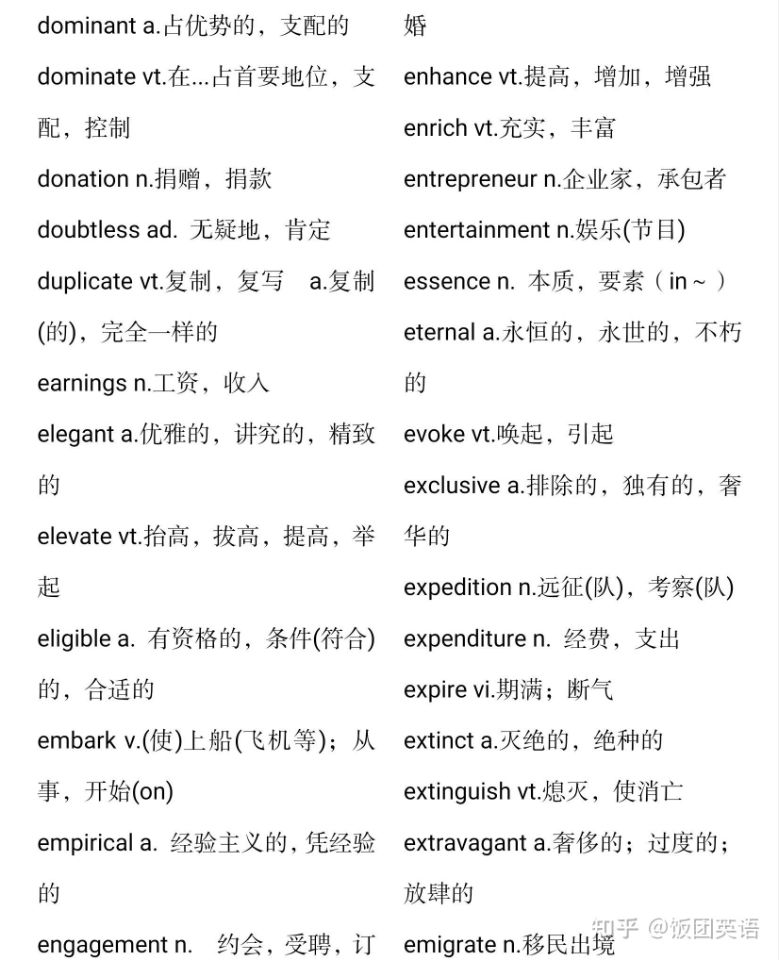 dominant a.占优势的，支配的
dominate vt.在...占首要地位，支
配，控制
donation n.捐赠，捐款
doubtless ad. 无疑地，肯定
duplicate vt.复制，复写 a.复制
(的)，完全一样的
earnings n.工资，收入
elegant a.优雅的，讲究的，精致
的
elevate vt.抬高，拔高，提高，举
起
eligible a. 有资格的，条件(符合)
的，合适的
embark v.(使)上船(飞机等)；从
事，开始(on)
empirical a. 经验主义的,凭经验
的
engagement n. 约会，受聘，订
婚
enhance vt.提高，增加，增强
enrich vt.充实，丰富
entrepreneur n.企业家，承包者
entertainment n.娱乐(节目)
essence n. 本质，要素（in ~ ）
eternal a.永恒的，永世的，不朽
的
evoke vt.唤起，引起
exclusive a.排除的，独有的，奢
华的
expedition n.远征(队)，考察(队)
expenditure n. 经费，支出
expire vi.期满；断气
extinct a.灭绝的，绝种的
extinguish vt.熄灭，使消亡
extravagant a.奢侈的；过度的；
放肆的
emigrate n.移民出境
知乎 @饭团英语